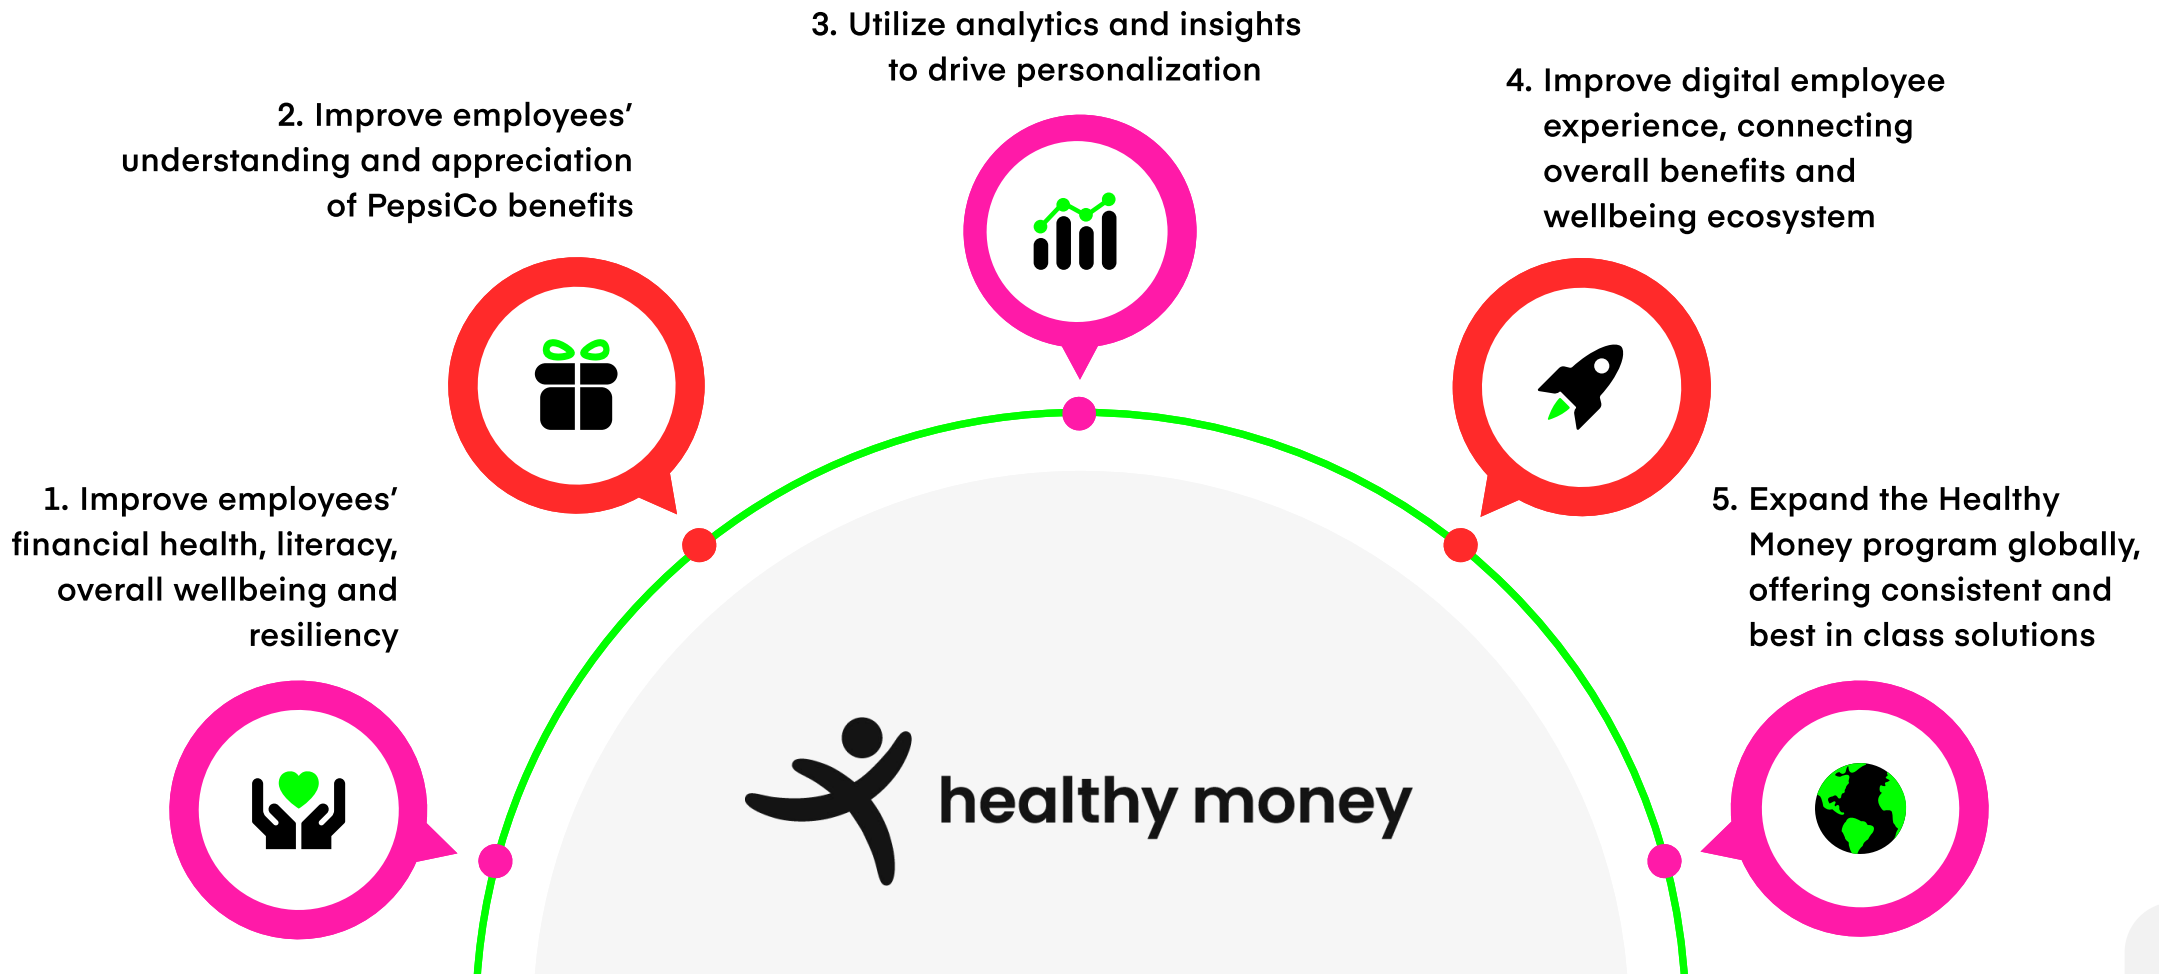 3. Utilize analytics and insights
to drive personalization
4. Improve digital employee
experience, connecting
overall benefits and
wellbeing ecosystem
2. Improve employees’
understanding and appreciation
of PepsiCo benefits
1. Improve employees’
financial health, literacy,
overall wellbeing and
resiliency
5. Expand the Healthy
Money program globally,
offering consistent and
best in class solutions
healthy money